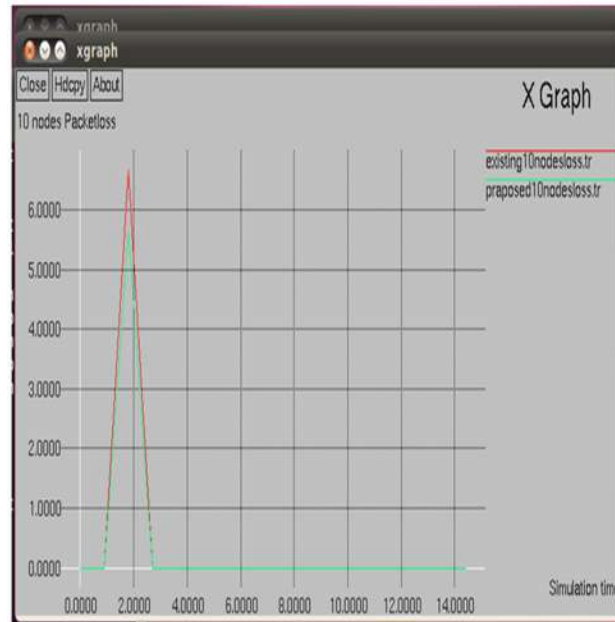 xgraph
xgraph
Close Hdcpy About
X Graph
10 nodes Packetloss
existing10nodesloss.tr
praposed10nodesloss.tr
6.0000
5.0000
4.0000
3.0000
2.0000
1.0000
0.0000
0.0000 2.0000 4.0000 6.0000 8.0000 10.0000 12.0000 14.0000
Simulation time